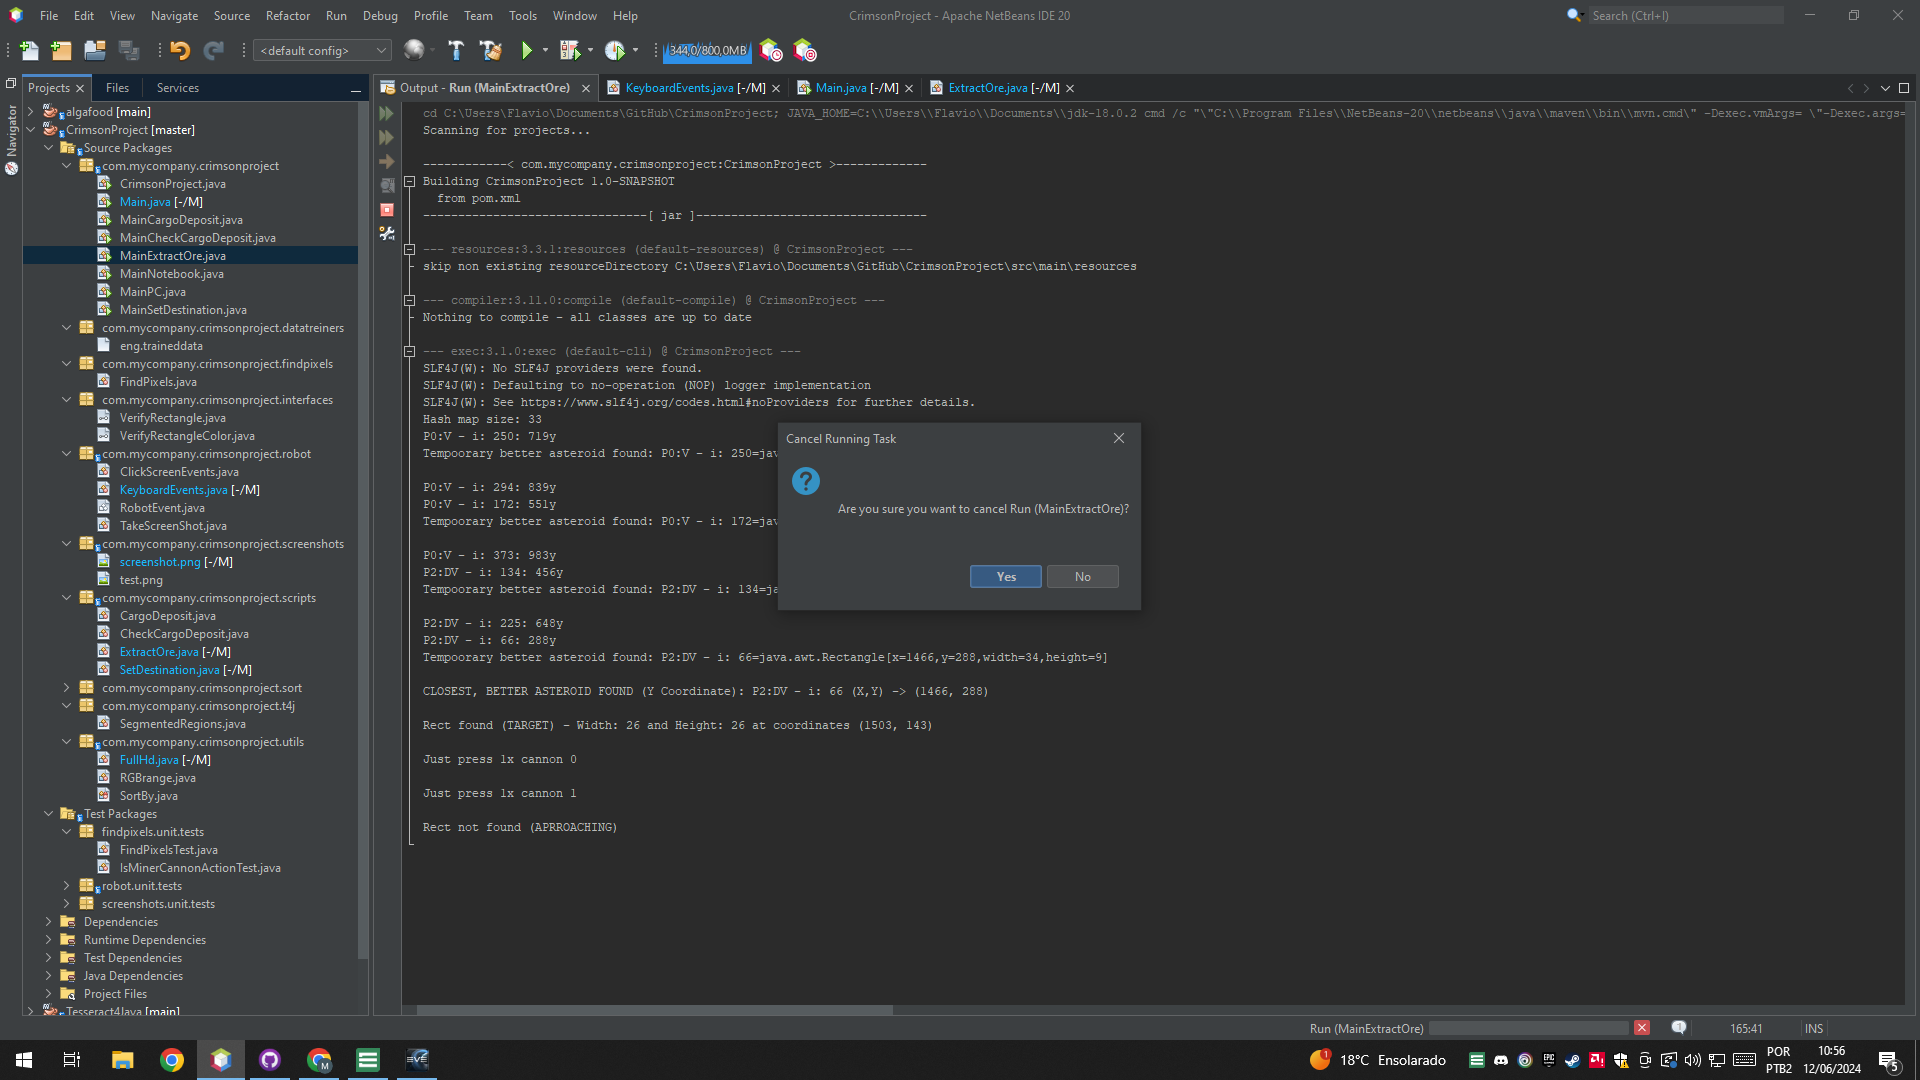 File Edit View Navigate Source Refactor Run Debug Profile Team Tools Window Help
CrimsonProject - Apache NetBeans IDE 20
Search (Ctrl+I)
<default config>
344,0/800,0MB
Projects Files Services
Output - Run (MainExtractOre)
KeyboardEvents.java [-/M]
Main.java [-/M]
ExtractOre.java [-/M]
Navigator
algafood [main]
CrimsonProject [master]
Source Packages
com.mycompany.crimsonproject
CrimsonProject.java
Main.java [-/M]
MainCargoDeposit.java
MainCheckCargoDeposit.java
MainExtractOre.java
MainNotebook.java
MainPC.java
MainSetDestination.java
com.mycompany.crimsonproject.datatreiners
eng.traineddata
com.mycompany.crimsonproject.findpixels
FindPixels.java
com.mycompany.crimsonproject.interfaces
VerifyRectangle.java
VerifyRectangleColor.java
com.mycompany.crimsonproject.robot
ClickScreenEvents.java
KeyboardEvents.java [-/M]
RobotEvent.java
TakeScreenShot.java
com.mycompany.crimsonproject.screenshots
screenshot.png [-/M]
test.png
com.mycompany.crimsonproject.scripts
CargoDeposit.java
CheckCargoDeposit.java
ExtractOre.java [-/M]
SetDestination.java [-/M]
com.mycompany.crimsonproject.sort
com.mycompany.crimsonproject.t4j
SegmentedRegions.java
com.mycompany.crimsonproject.utils
FullHd.java [-/M]
RGBrange.java
SortBy.java
Test Packages
findpixels.unit.tests
FindPixelsTest.java
IsMinerCannonActionTest.java
robot.unit.tests
screenshots.unit.tests
Dependencies
Runtime Dependencies
Test Dependencies
Java Dependencies
Project Files
Tesseract4Java [main]
cd C:\Users\Flavio\Documents\GitHub\CrimsonProject; JAVA_HOME=C:\\Users\\Flavio\\Documents\\jdk-18.0.2 cmd /c "\"C:\\Program Files\\NetBeans-20\\netbeans\\java\\maven\\bin\\mvn.cmd\" -Dexec.vmArgs= \"-Dexec.args=
Scanning for projects...
------------< com.mycompany.crimsonproject:CrimsonProject >-------------
Building CrimsonProject 1.0-SNAPSHOT
from pom.xml
--------------------------------[ jar ]---------------------------------
--- resources:3.3.1:resources (default-resources) @ CrimsonProject ---
skip non existing resourceDirectory C:\Users\Flavio\Documents\GitHub\CrimsonProject\src\main\resources
--- compiler:3.11.0:compile (default-compile) @ CrimsonProject ---
Nothing to compile - all classes are up to date
--- exec:3.1.0:exec (default-cli) @ CrimsonProject ---
SLF4J(W): No SLF4J providers were found.
SLF4J(W): Defaulting to no-operation (NOP) logger implementation
SLF4J(W): See https://www.slf4j.org/codes.html#noProviders for further details.
Hash map size: 33
P0:V - i: 250: 719y
Tempoorary better asteroid found: P0:V - i: 250=jav
P0:V - i: 294: 839y
P0:V - i: 172: 551y
Tempoorary better asteroid found: P0:V - i: 172=jav
P0:V - i: 373: 983y
P2:DV - i: 134: 456y
Tempoorary better asteroid found: P2:DV - i: 134=ja
P2:DV - i: 225: 648y
P2:DV - i: 66: 288y
Tempoorary better asteroid found: P2:DV - i: 66=java.awt.Rectangle[x=1466,y=288,width=34,height=9]
CLOSEST, BETTER ASTEROID FOUND (Y Coordinate): P2:DV - i: 66 (X,Y) -> (1466, 288)
Rect found (TARGET) - Width: 26 and Height: 26 at coordinates (1503, 143)
Just press 1x cannon 0
Just press 1x cannon 1
Rect not found (APRROACHING)
Cancel Running Task
Are you sure you want to cancel Run (MainExtractOre)?
Yes No
Run (MainExtractOre)
165:41 INS
18°C Ensolarado
POR
PTB2
10:56
12/06/2024
5